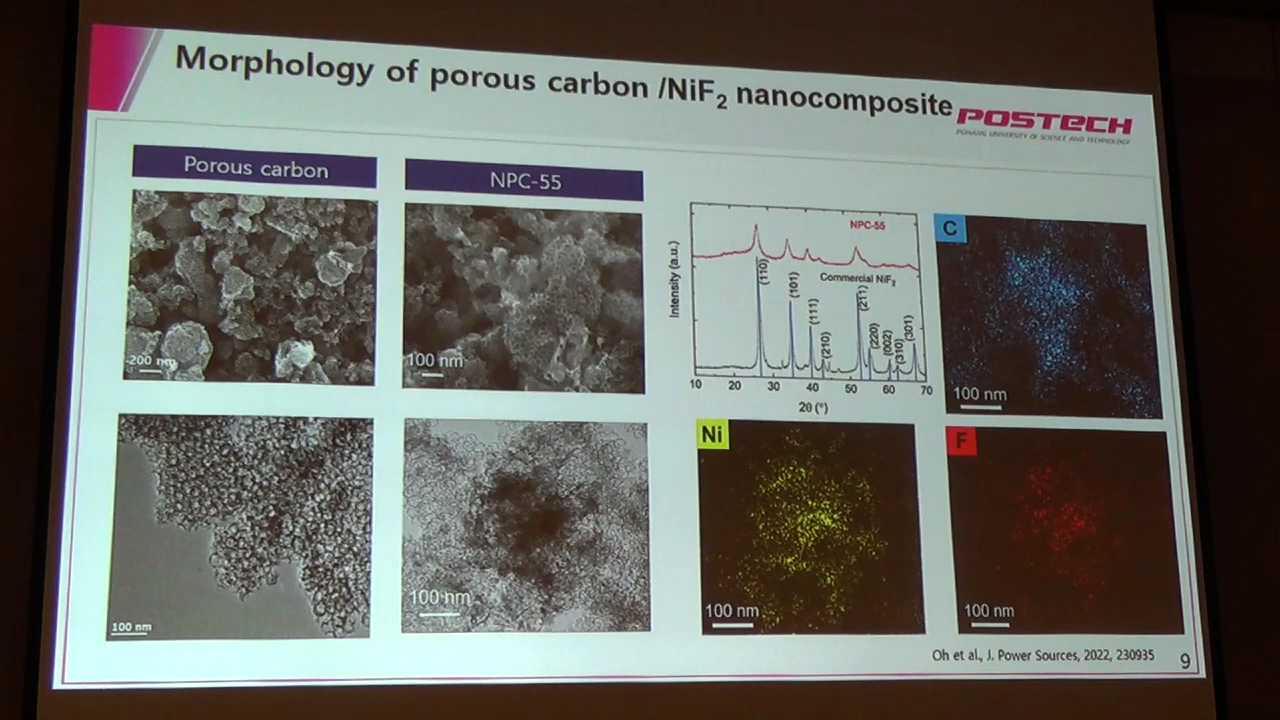 Morphology of porous carbon /NiF₂ nanocomposite
POSTECH
POHANG UNIVERSITY OF SCIENCE AND TECHNOLOGY
Porous carbon
NPC-55
200 nm
100 nm
100 nm
100 nm
Intensity (a.u.)
NPC-55
Commercial NiF₂
(110)
(101)
(111)
(210)
(211)
(220)
(002)
(310)
(301)
10 20 30 40 50 60 70
2θ (°)
C
100 nm
Ni
100 nm
F
100 nm
Oh et al., J. Power Sources, 2022, 230935
9